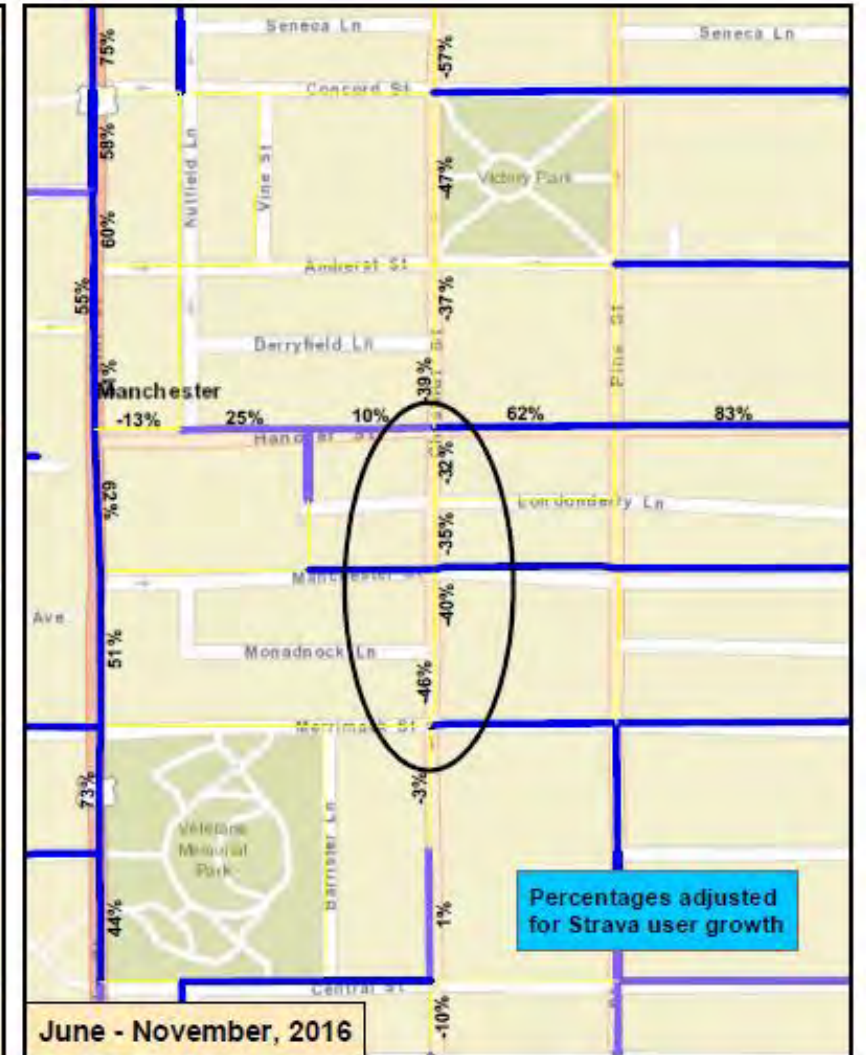 Seneca Ln
Seneca Ln
75%
-57%
Concord St
58%
Nutfield Ln
Vine St
-47%
Victory Park
60%
Amherst St
55%
-37%
Pine St
Derryfield Ln
-39%
Manchester
-13%
25%
10%
62%
83%
Hanover St
-32%
62%
Londonderry Ln
-35%
Manchester St
-40%
Ave
51%
Monadnock Ln
-46%
Merrimack St
73%
-3%
Veterans
Memorial
Park
Barrister Ln
44%
1%
Percentages adjusted
for Strava user growth
Central St
-10%
June - November, 2016